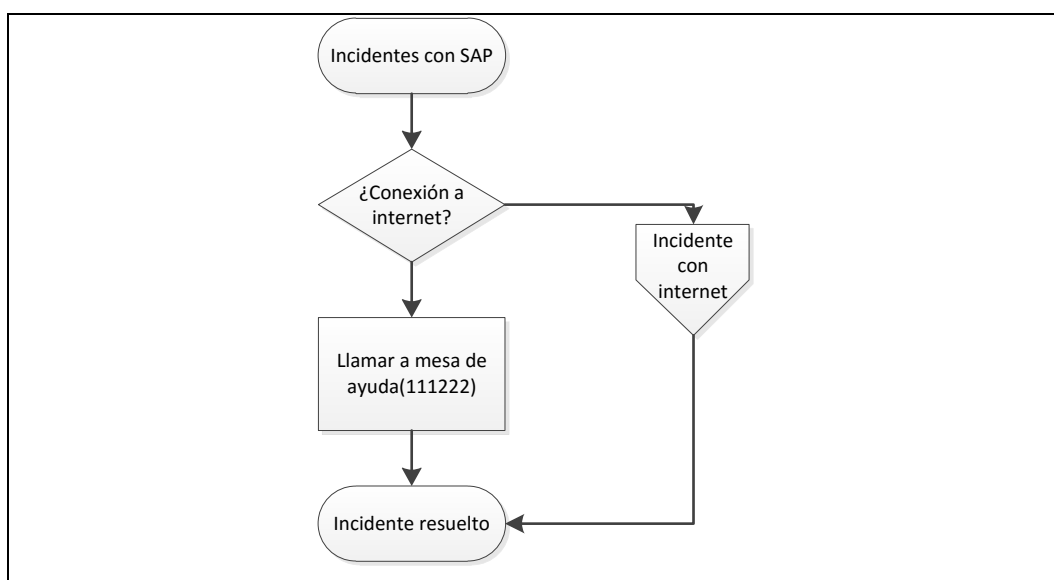 Incidentes con SAP
¿Conexión a
internet?
Incidente
con
internet
Llamar a mesa de
ayuda(111222)
Incidente resuelto